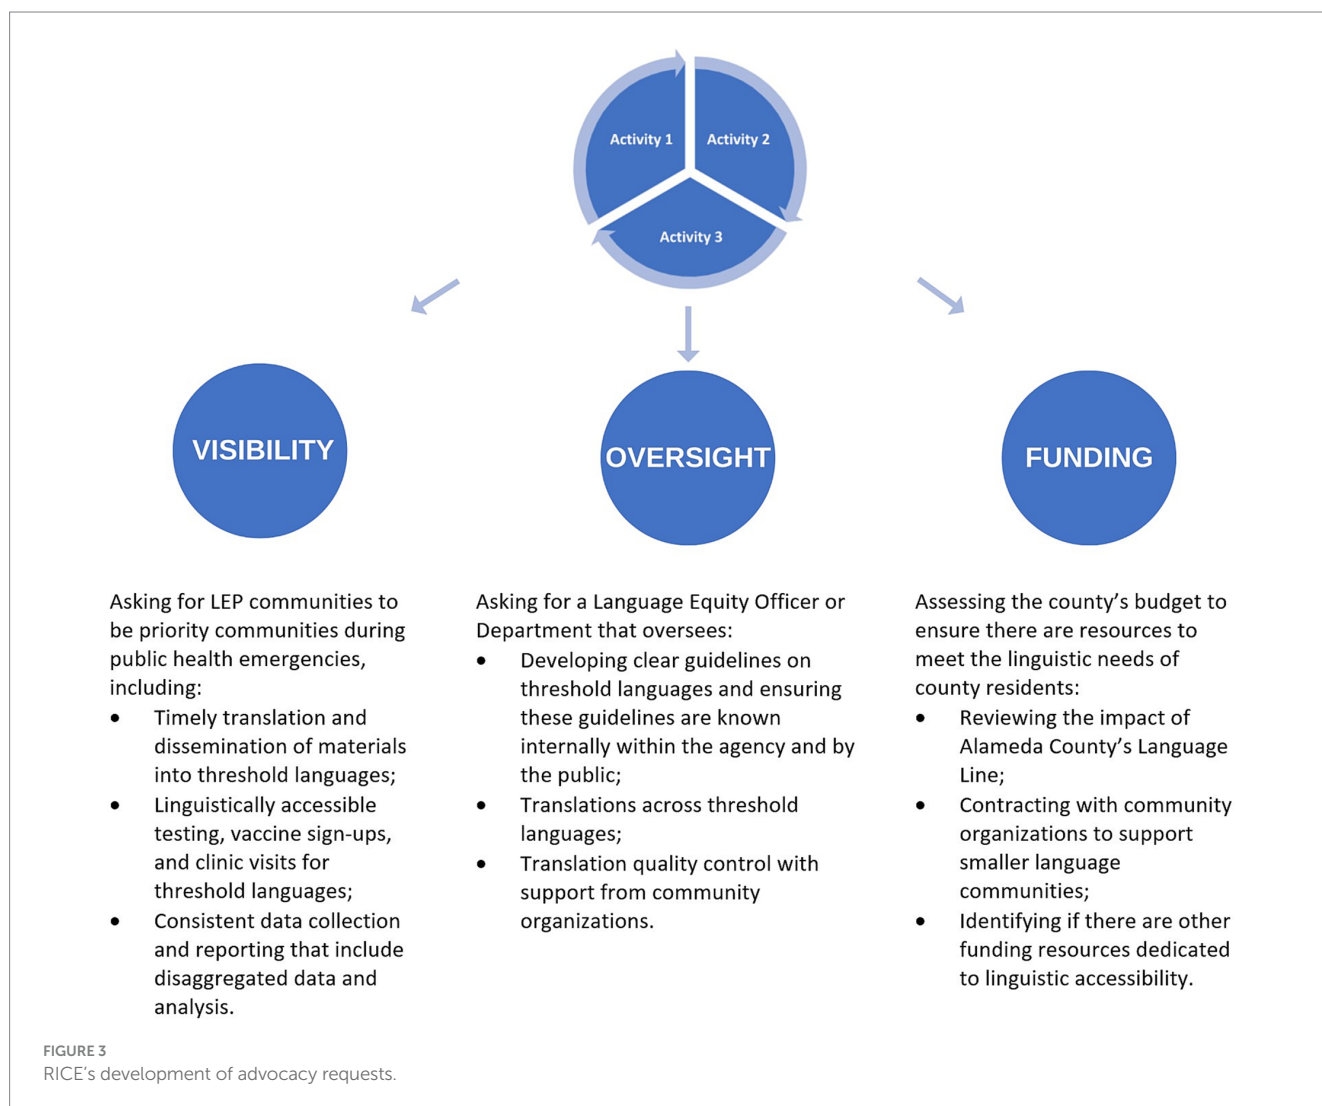 Activity 1
Activity 2
Activity 3
VISIBILITY
OVERSIGHT
FUNDING
Asking for LEP communities to
be priority communities during
public health emergencies,
including:
• Timely translation and
dissemination of materials
into threshold languages;
• Linguistically accessible
testing, vaccine sign-ups,
and clinic visits for
threshold languages;
• Consistent data collection
and reporting that include
disaggregated data and
analysis.
Asking for a Language Equity Officer or
Department that oversees:
• Developing clear guidelines on
threshold languages and ensuring
these guidelines are known
internally within the agency and by
the public;
• Translations across threshold
languages;
• Translation quality control with
support from community
organizations.
Assessing the county’s budget to
ensure there are resources to
meet the linguistic needs of
county residents:
• Reviewing the impact of
Alameda County’s Language
Line;
• Contracting with community
organizations to support
smaller language
communities;
• Identifying if there are other
funding resources dedicated
to linguistic accessibility.
FIGURE 3
RICE’s development of advocacy requests.